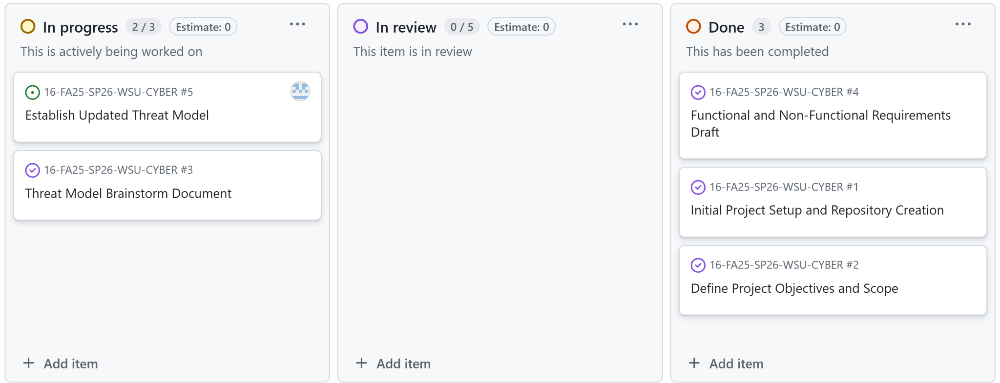 In progress 2 / 3 Estimate: 0
This is actively being worked on
16-FA25-SP26-WSU-CYBER #5
Establish Updated Threat Model
16-FA25-SP26-WSU-CYBER #3
Threat Model Brainstorm Document
+ Add item
In review 0 / 5 Estimate: 0
This item is in review
+ Add item
Done 3 Estimate: 0
This has been completed
16-FA25-SP26-WSU-CYBER #4
Functional and Non-Functional Requirements
Draft
16-FA25-SP26-WSU-CYBER #1
Initial Project Setup and Repository Creation
16-FA25-SP26-WSU-CYBER #2
Define Project Objectives and Scope
+ Add item